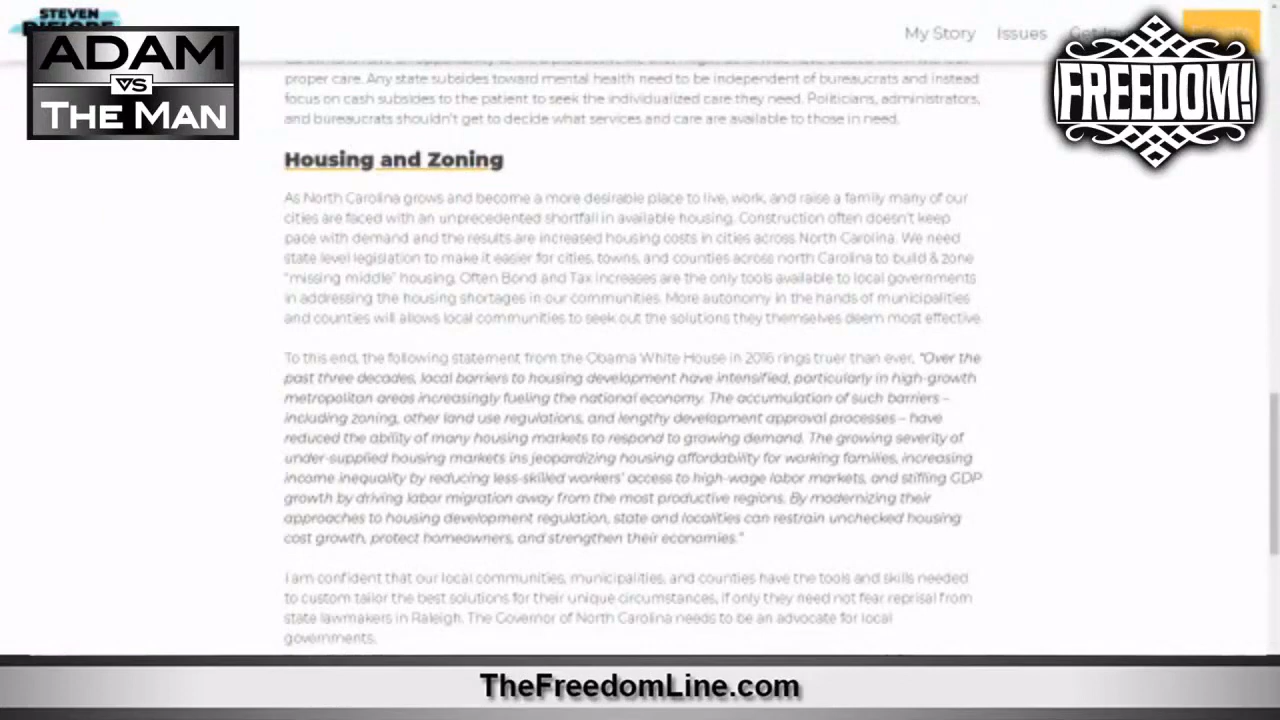 STEVEN
ADAM
VS
THE MAN
My Story Issues Get In
FREEDOM!
proper care. Any state subsides toward mental health need to be independent of bureaucrats and instead
focus on cash subsides to the patient to seek the individualized care they need. Politicians, administrators,
and bureaucrats shouldn't get to decide what services and care are available to those in need.
Housing and Zoning
As North Carolina grows and become a more desirable place to live, work, and raise a family many of our
cities are faced with an unprecedented shortfall in available housing. Construction often doesn't keep
pace with demand and the results are increased housing costs in cities across North Carolina. We need
state level legislation to make it easier for cities, towns, and counties across north Carolina to build & zone
"missing middle" housing. Often Bond and Tax increases are the only tools available to local governments
in addressing the housing shortages in our communities. More autonomy in the hands of municipalities
and counties will allows local communities to seek out the solutions they themselves deem most effective.
To this end, the following statement from the Obama White House in 2016 rings truer than ever, "Over the
past three decades, local barriers to housing development have intensified, particularly in high-growth
metropolitan areas increasingly fueling the national economy. The accumulation of such barriers –
including zoning, other land use regulations, and lengthy development approval processes – have
reduced the ability of many housing markets to respond to growing demand. The growing severity of
under-supplied housing markets ins jeopardizing housing affordability for working families, increasing
income inequality by reducing less-skilled workers' access to high-wage labor markets, and stifling GDP
growth by driving labor migration away from the most productive regions. By modernizing their
approaches to housing development regulation, state and localities can restrain unchecked housing
cost growth, protect homeowners, and strengthen their economies."
I am confident that our local communities, municipalities, and counties have the tools and skills needed
to custom tailor the best solutions for their unique circumstances, if only they need not fear reprisal from
state lawmakers in Raleigh. The Governor of North Carolina needs to be an advocate for local
governments.
TheFreedomLine.com